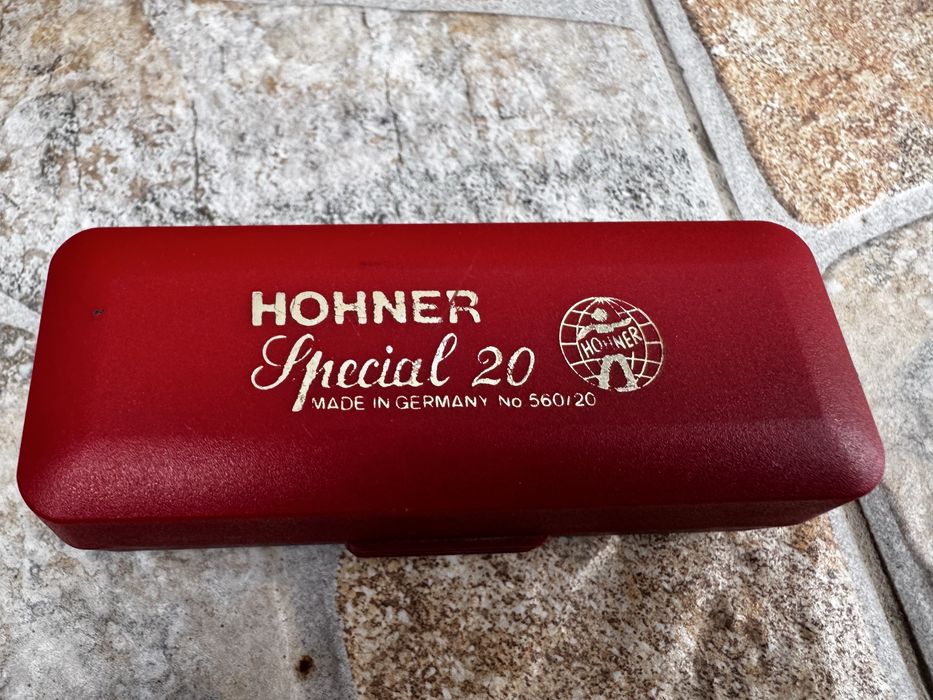 HOHNER
Special 20
MADE IN GERMANY No 560/20
HOHNER